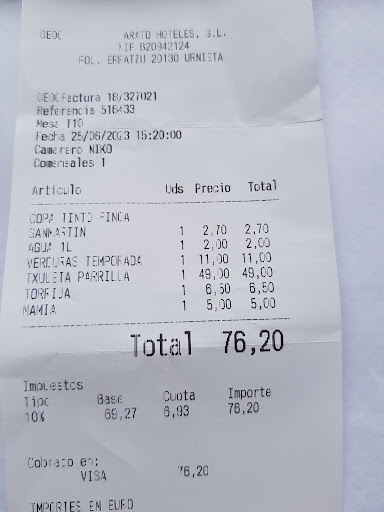 GEOC ARATO HOTELES, S.L.
NIF B20942124
POL. ERRATZU 20130 URNIETA
GEOC Factura 18/327021
Referencia 516433
Mesa T10
Fecha 25/06/2023 15:20:00
Camarero NIKO
Comensales 1
Articulo Uds Precio Total
COPA TINTO FINCA
SANMARTIN 1 2,70 2,70
AGUA 1L 1 2,00 2,00
VERDURAS TEMPORADA 1 11,00 11,00
TXULETA PARRILLA 1 49,00 49,00
TORRIJA 1 6,50 6,50
MAMIA 1 5,00 5,00
Total 76,20
Impuestos
Tipo Base Cuota Importe
10% 69,27 6,93 76,20
Cobrado en:
VISA 76,20
IMPORTES EN EURO